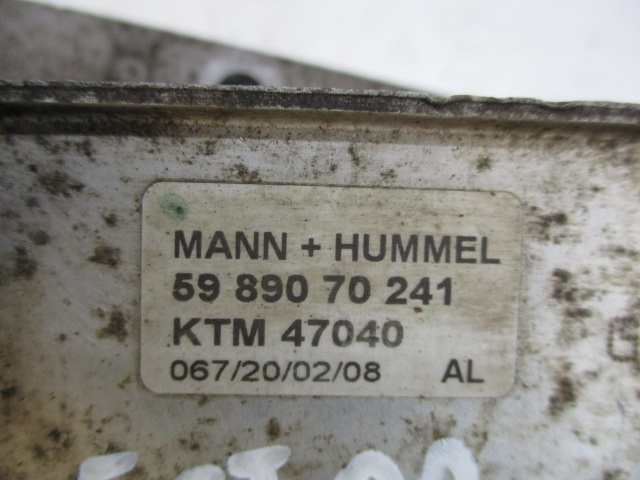 MANN + HUMMEL
59 890 70 241
KTM 47040
067/20/02/08 AL